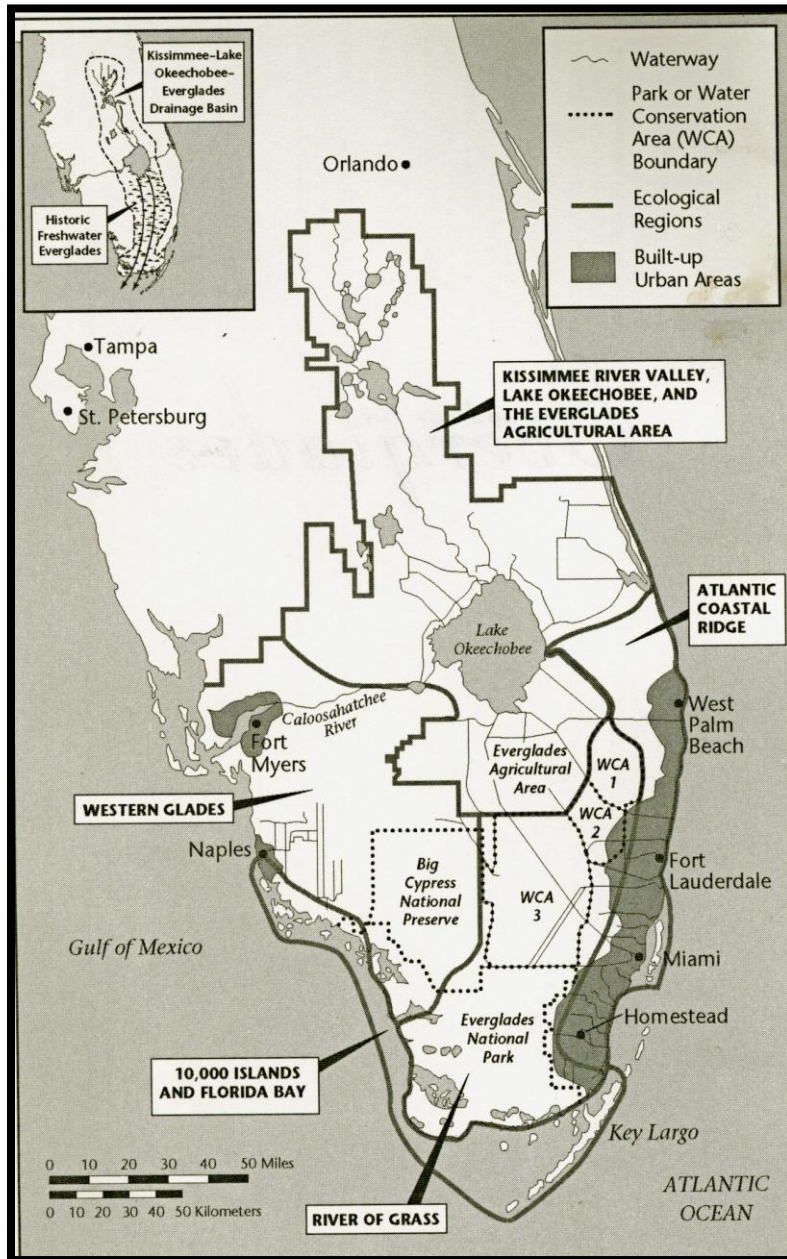 Kissimmee–Lake
Okeechobee–
Everglades
Drainage Basin
Historic
Freshwater
Everglades
Waterway
Park or Water
Conservation
Area (WCA)
Boundary
Ecological
Regions
Built-up
Urban Areas
Orlando
Tampa
St. Petersburg
KISSIMMEE RIVER VALLEY,
LAKE OKEECHOBEE, AND
THE EVERGLADES
AGRICULTURAL AREA
ATLANTIC
COASTAL
RIDGE
Lake
Okeechobee
Caloosahatchee
River
Fort
Myers
West
Palm
Beach
Everglades
Agricultural
Area
WCA
1
WCA
2
WESTERN GLADES
Naples
Big
Cypress
National
Preserve
WCA
3
Fort
Lauderdale
Gulf of Mexico
Miami
Homestead
Everglades
National
Park
10,000 ISLANDS
AND FLORIDA BAY
Key Largo
0 10 20 30 40 50 Miles
0 10 20 30 40 50 Kilometers
RIVER OF GRASS
ATLANTIC
OCEAN